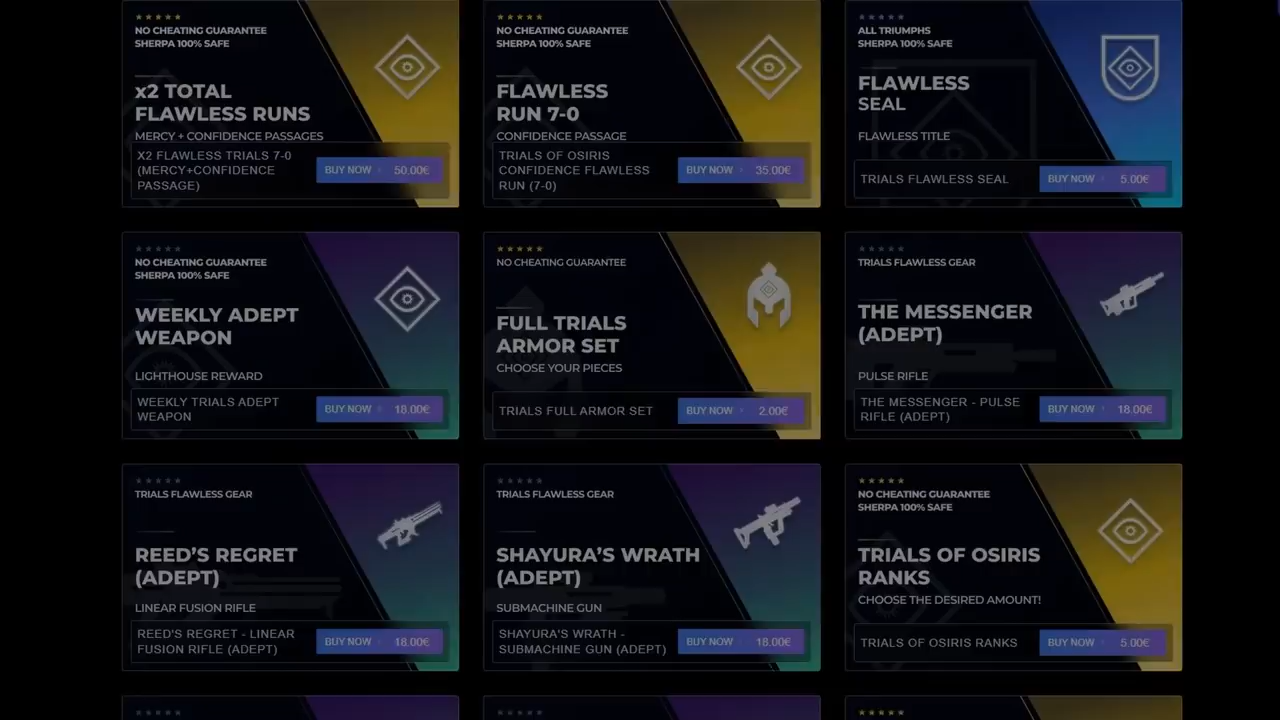 NO CHEATING GUARANTEE
SHERPA 100% SAFE
x2 TOTAL
FLAWLESS RUNS
MERCY + CONFIDENCE PASSAGES
X2 FLAWLESS TRIALS 7-0
(MERCY+CONFIDENCE
PASSAGE)
BUY NOW 50.00€
NO CHEATING GUARANTEE
SHERPA 100% SAFE
FLAWLESS
RUN 7-0
CONFIDENCE PASSAGE
TRIALS OF OSIRIS
CONFIDENCE FLAWLESS
RUN (7-0)
BUY NOW 35.00€
ALL TRIUMPHS
SHERPA 100% SAFE
FLAWLESS
SEAL
FLAWLESS TITLE
TRIALS FLAWLESS SEAL
BUY NOW 5.00€
NO CHEATING GUARANTEE
SHERPA 100% SAFE
WEEKLY ADEPT
WEAPON
LIGHTHOUSE REWARD
WEEKLY TRIALS ADEPT
WEAPON
BUY NOW 18.00€
NO CHEATING GUARANTEE
FULL TRIALS
ARMOR SET
CHOOSE YOUR PIECES
TRIALS FULL ARMOR SET
BUY NOW 2.00€
TRIALS FLAWLESS GEAR
THE MESSENGER
(ADEPT)
PULSE RIFLE
THE MESSENGER - PULSE
RIFLE (ADEPT)
BUY NOW 18.00€
TRIALS FLAWLESS GEAR
REED'S REGRET
(ADEPT)
LINEAR FUSION RIFLE
REED'S REGRET - LINEAR
FUSION RIFLE (ADEPT)
BUY NOW 18.00€
TRIALS FLAWLESS GEAR
SHAYURA'S WRATH
(ADEPT)
SUBMACHINE GUN
SHAYURA'S WRATH -
SUBMACHINE GUN (ADEPT)
BUY NOW 18.00€
NO CHEATING GUARANTEE
SHERPA 100% SAFE
TRIALS OF OSIRIS
RANKS
CHOOSE THE DESIRED AMOUNT!
TRIALS OF OSIRIS RANKS
BUY NOW 5.00€